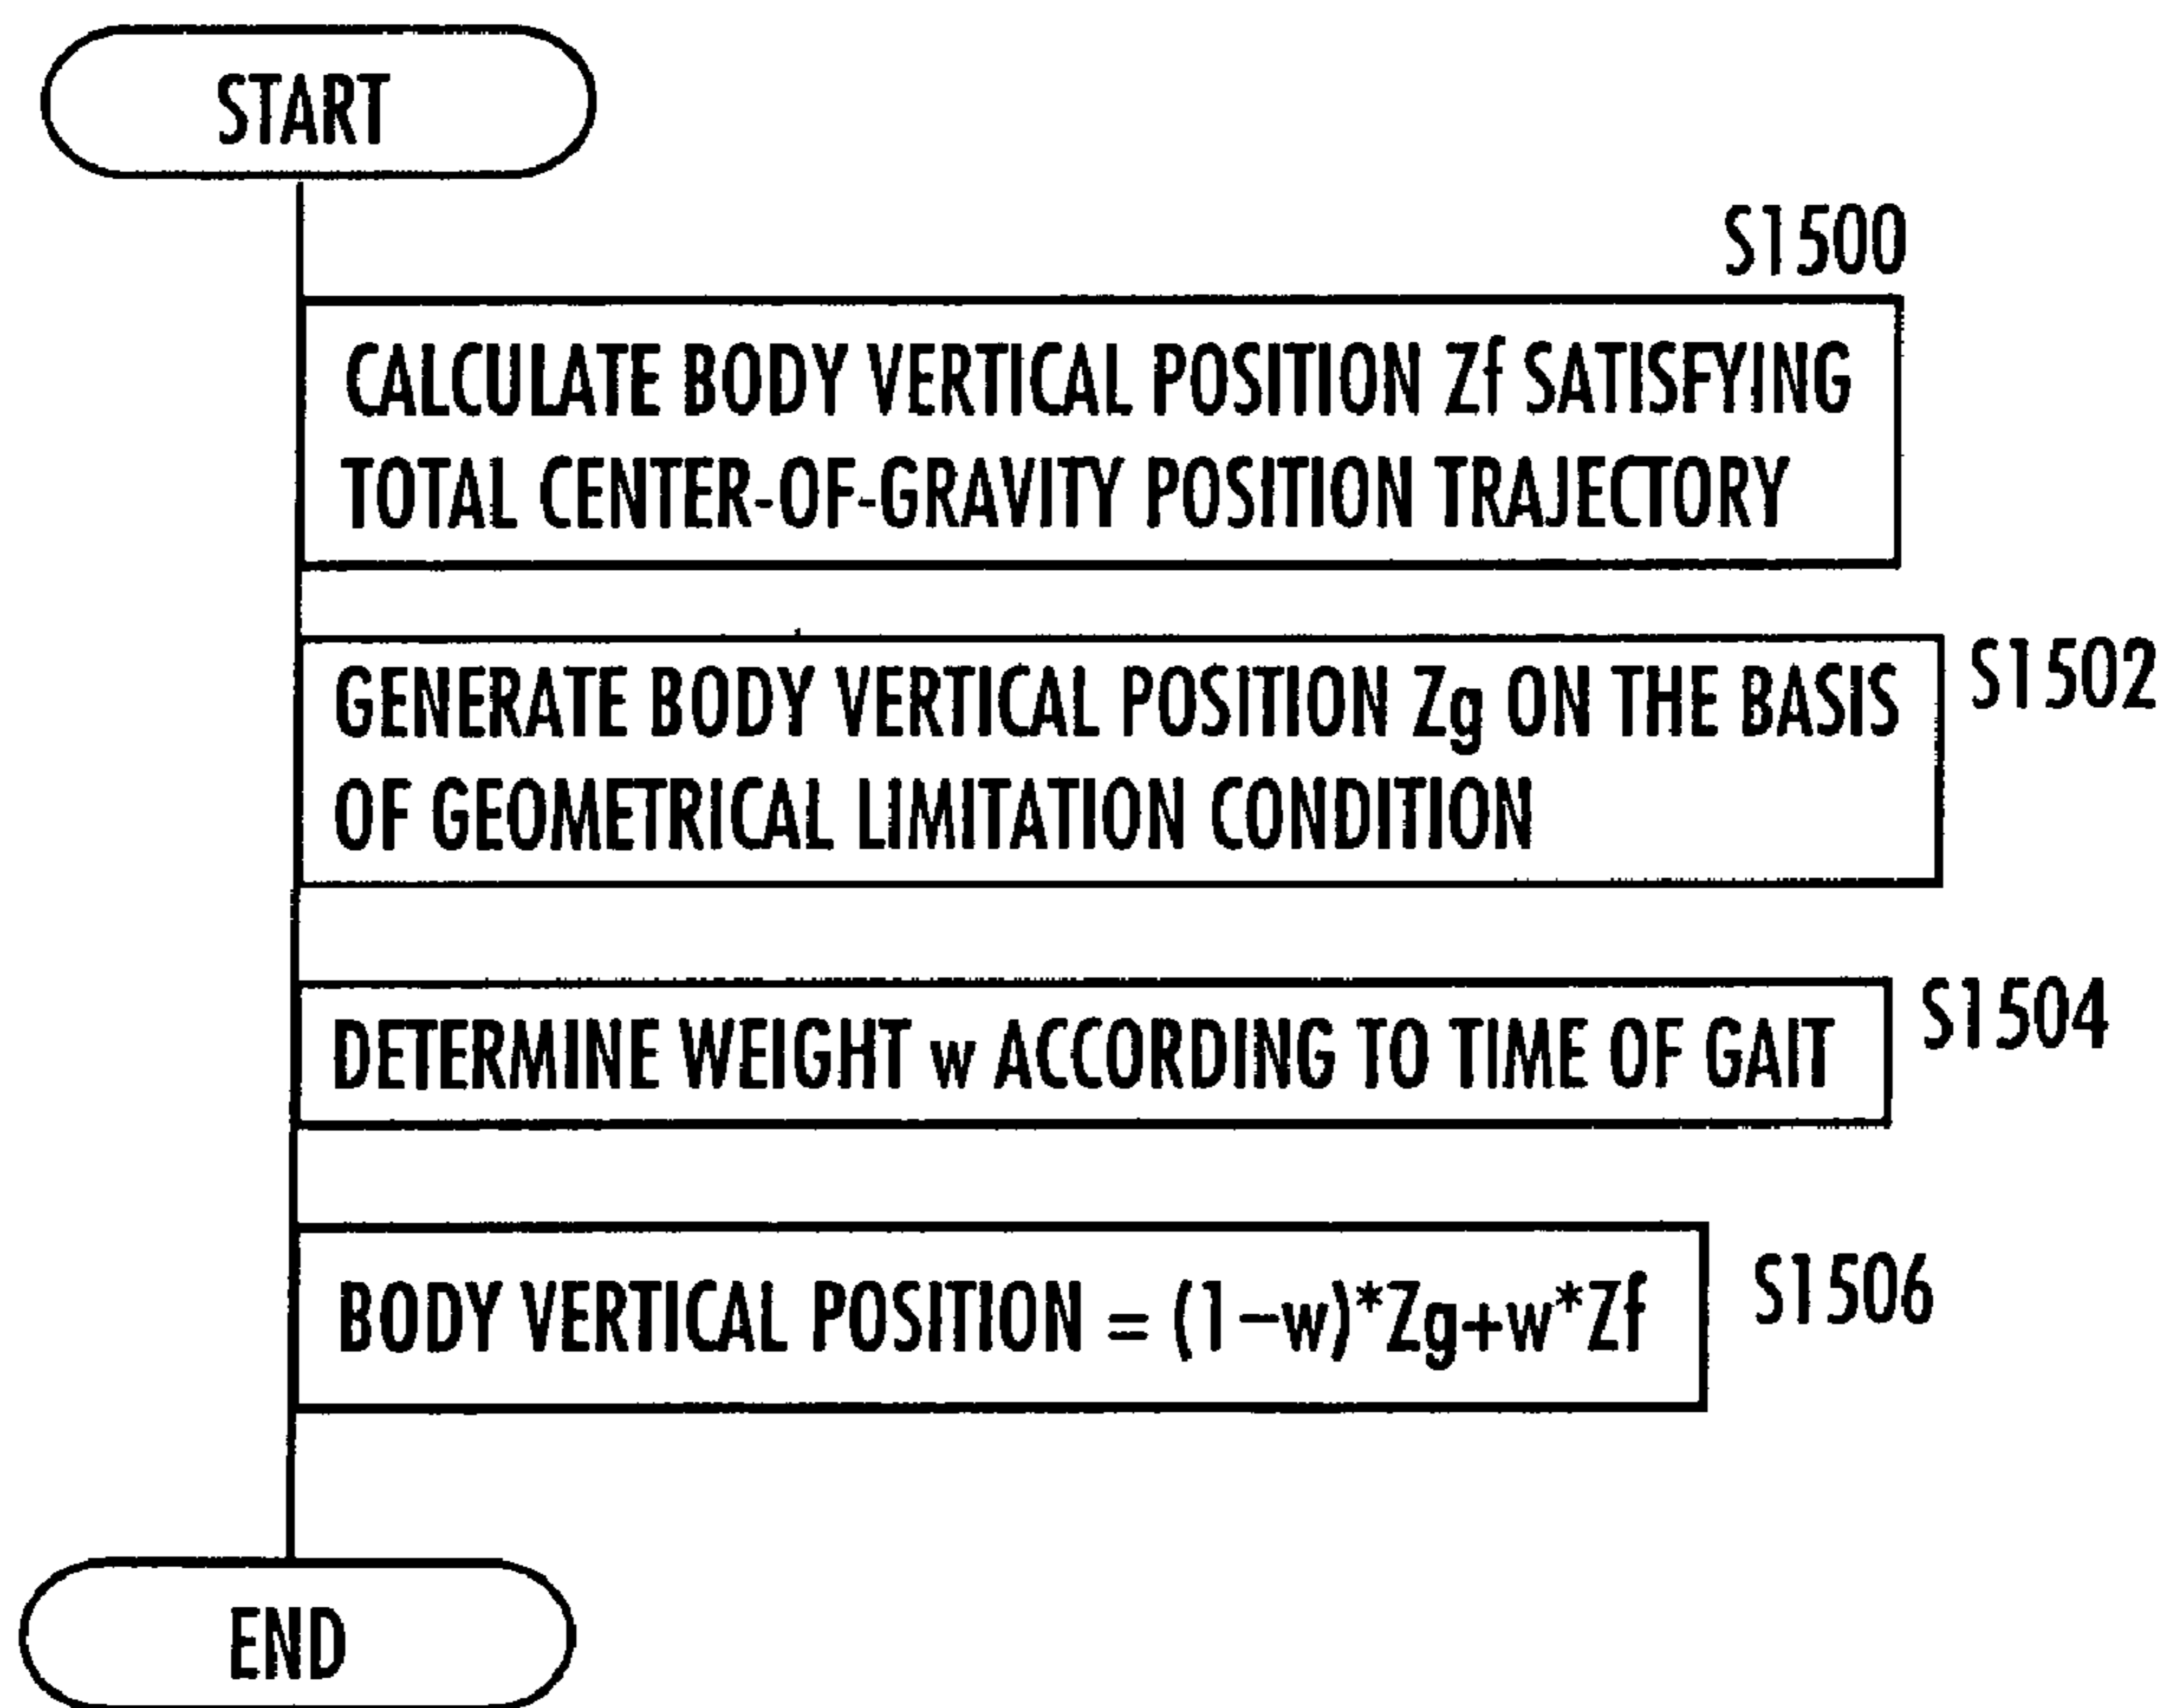 START
S1500
CALCULATE BODY VERTICAL POSITION Zf SATISFYING
TOTAL CENTER-OF-GRAVITY POSITION TRAJECTORY
GENERATE BODY VERTICAL POSITION Zg ON THE BASIS
OF GEOMETRICAL LIMITATION CONDITION
S1502
DETERMINE WEIGHT w ACCORDING TO TIME OF GAIT
S1504
BODY VERTICAL POSITION = (1−w)*Zg+w*Zf
S1506
END